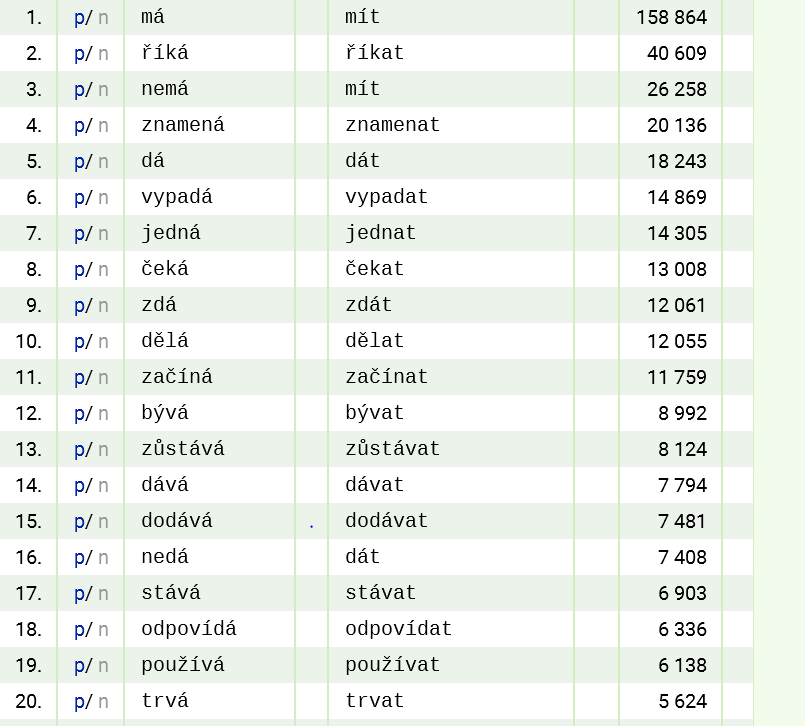 1. p/ n má mít 158 864
2. p/ n říká říkat 40 609
3. p/ n nemá mít 26 258
4. p/ n znamená znamenat 20 136
5. p/ n dá dát 18 243
6. p/ n vypadá vypadat 14 869
7. p/ n jedná jednat 14 305
8. p/ n čeká čekat 13 008
9. p/ n zdá zdát 12 061
10. p/ n dělá dělat 12 055
11. p/ n začíná začínat 11 759
12. p/ n bývá bývat 8 992
13. p/ n zůstává zůstávat 8 124
14. p/ n dává dávat 7 794
15. p/ n dodává . dodávat 7 481
16. p/ n nedá dát 7 408
17. p/ n stává stávat 6 903
18. p/ n odpovídá odpovídat 6 336
19. p/ n používá používat 6 138
20. p/ n trvá trvat 5 624